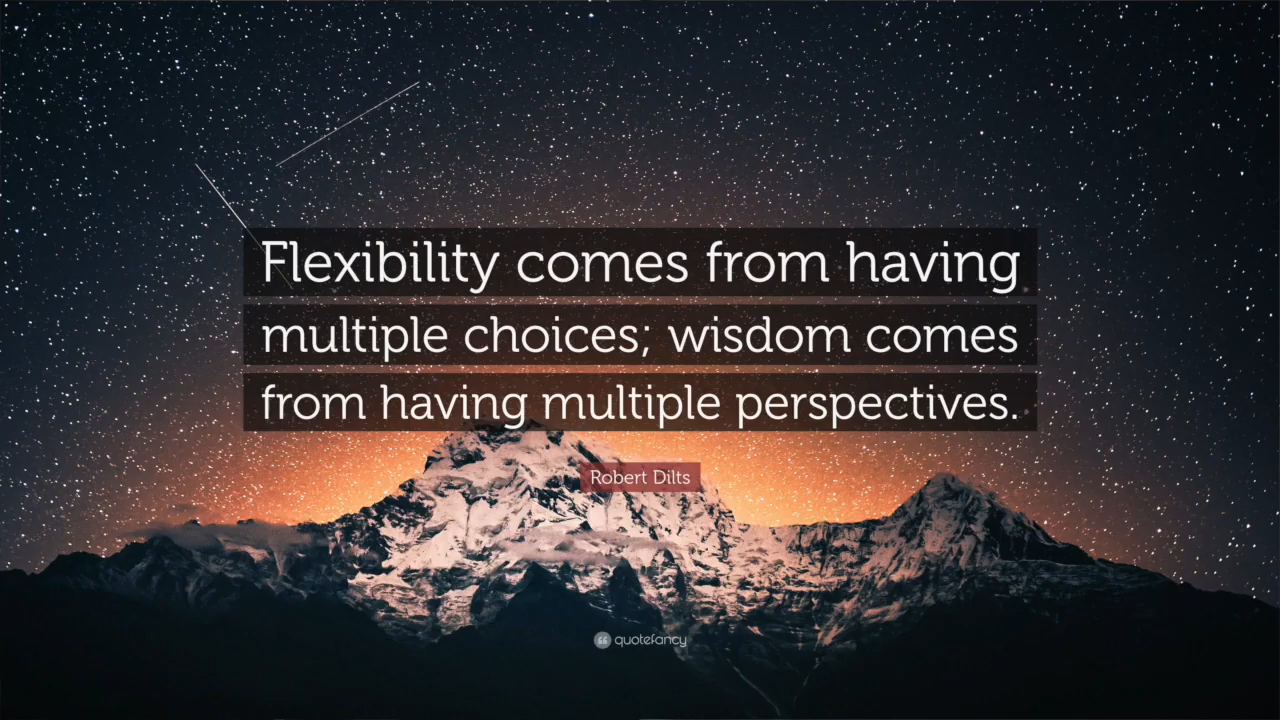 Flexibility comes from having
multiple choices; wisdom comes
from having multiple perspectives.
Robert Dilts
quotefancy